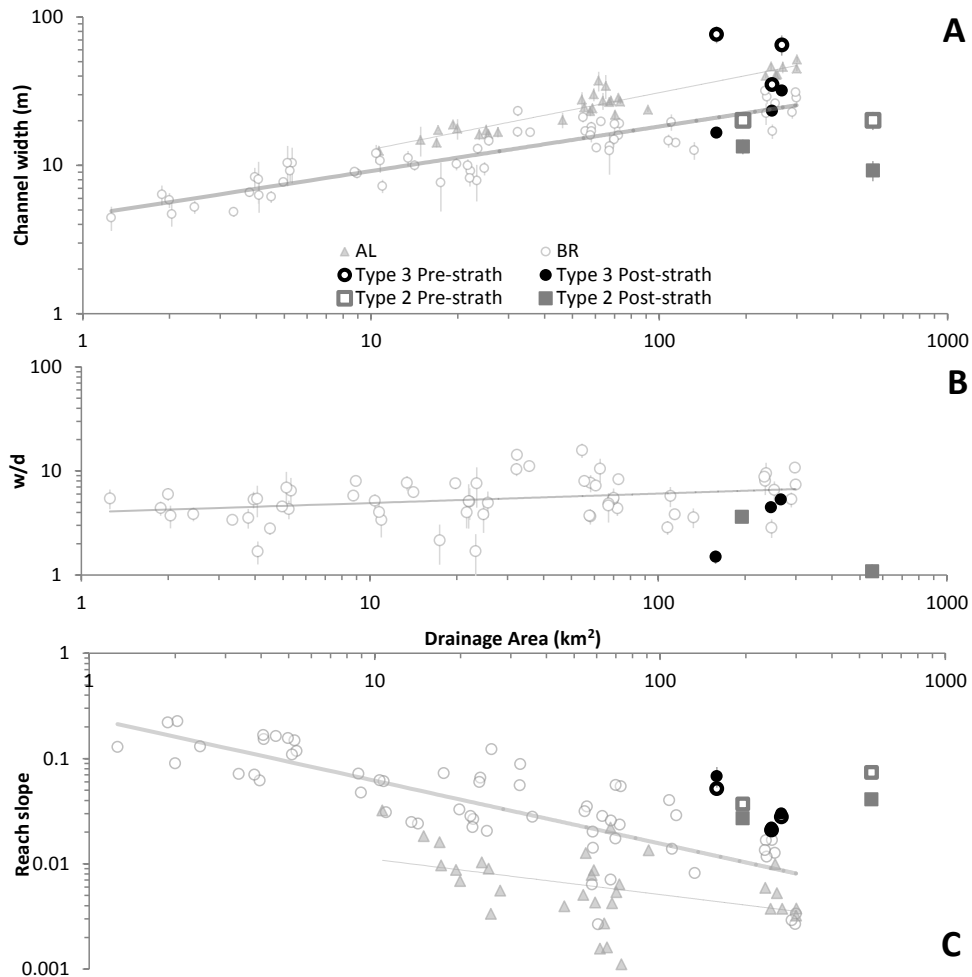 A
100
10
1
Channel width (m)
AL
BR
Type 3 Pre-strath
Type 3 Post-strath
Type 2 Pre-strath
Type 2 Post-strath
1 10 100 1000
B
100
10
1
w/d
1 10 100 1000
Drainage Area (km²)
1
0.1
0.01
0.001
Reach slope
1 10 100 1000
C